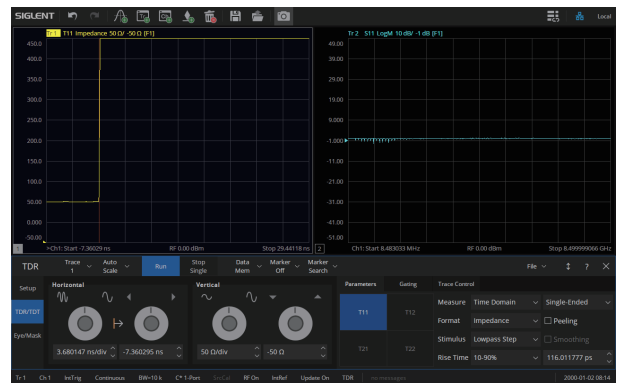 SIGLENT
Local
Tr 1 T11 Impedance 50 Ω/ -50 Ω [F1]
450.0
400.0
350.0
300.0
250.0
200.0
150.0
100.0
50.00
0.000
-50.00
1 >Ch1: Start -7.36029 ns RF 0.00 dBm Stop 29.44118 ns
Tr 2 S11 LogM 10 dB/ -1 dB [F1]
49.00
39.00
29.00
19.00
9.000
-1.000
-11.00
-21.00
-31.00
-41.00
-51.00
2 Ch1: Start 8.483033 MHz RF 0.00 dBm Stop 8.499999066 GHz
TDR Trace 1 Auto Scale Run Stop Single Data Mem Marker Off Marker Search File ? X
Setup
TDR/TDT
Eye/Mask
Horizontal
3.680147 ns/div -7.360295 ns
Vertical
50 Ω/div -50 Ω
Parameters Gating Trace Control
T11 T12
T21 T22
Measure Time Domain Single-Ended
Format Impedance Peeling
Stimulus Lowpass Step Smoothing
Rise Time 10-90% 116.011777 ps
Tr 1 Ch 1 IntTrig Continuous BW=10 k C* 1-Port SrcCal RF On IntRef Update On TDR no messages 2000-01-02 08:14